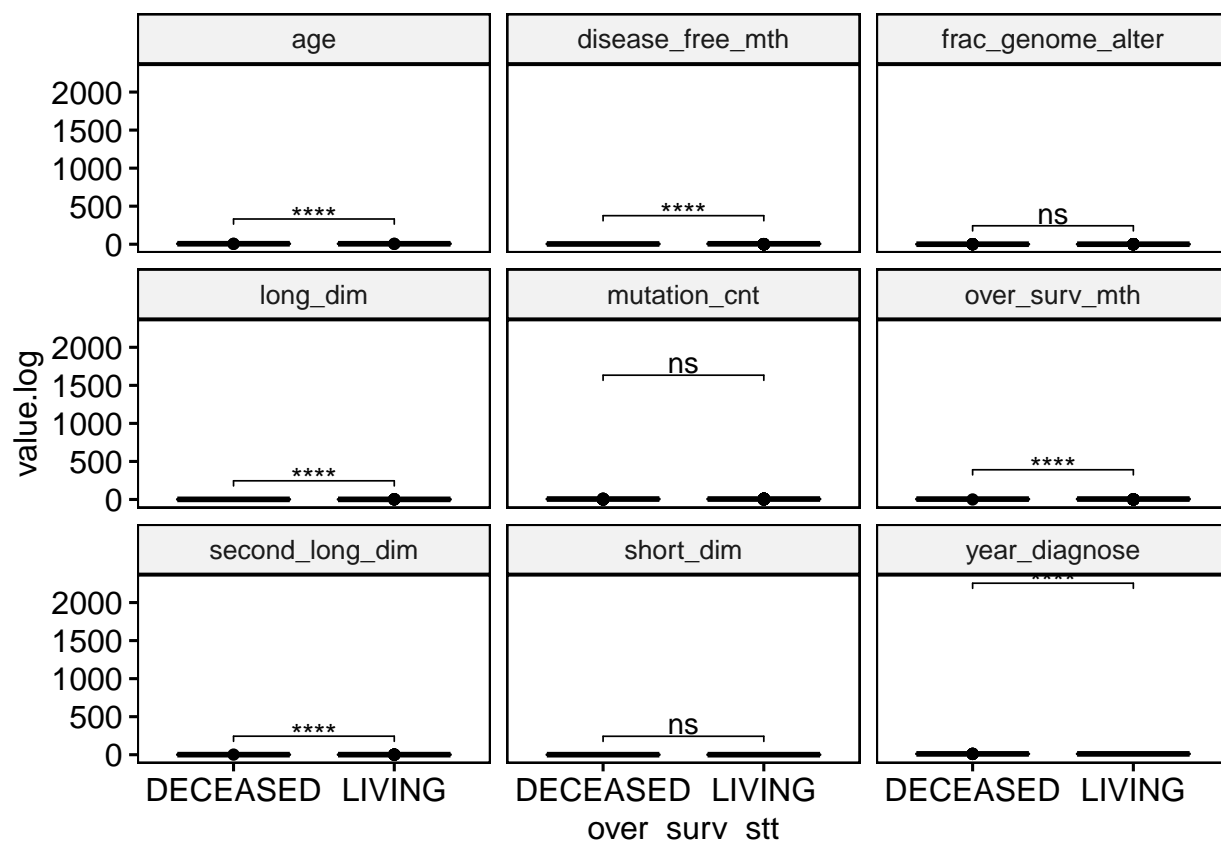 age disease_free_mth frac_genome_alter
2000
1500
1000
500
0
**** **** ns
long_dim mutation_cnt over_surv_mth
2000
1500
1000
500
0
**** ns ****
second_long_dim short_dim year_diagnose
2000
1500
1000
500
0
**** ns ****
DECEASED LIVING DECEASED LIVING DECEASED LIVING
over_surv_stt
value.log